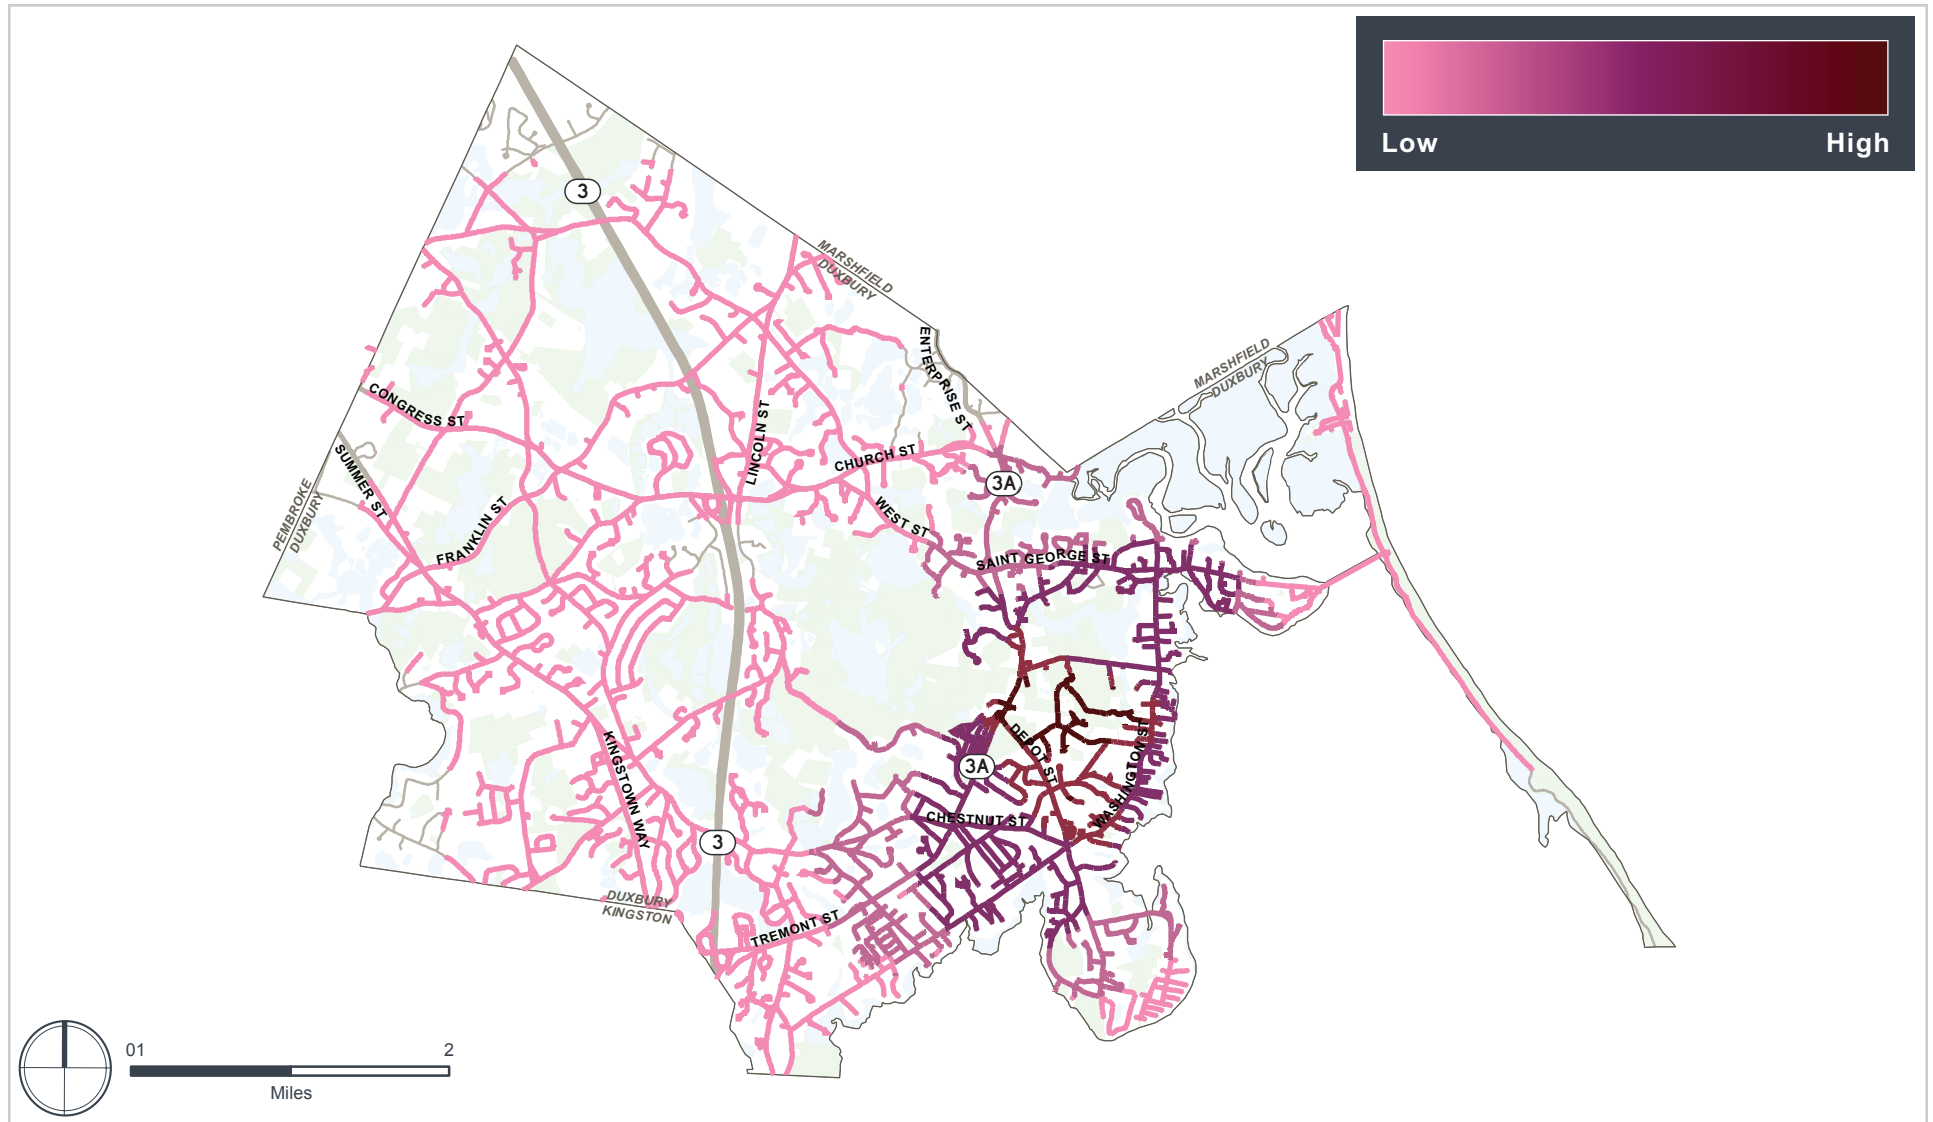 Low
High
3
MARSHFIELD
DUXBURY
ENTERPRISE ST
MARSHFIELD
DUXBURY
CONGRESS ST
LINCOLN ST
SUMMER ST
CHURCH ST
3A
PEMBROKE
DUXBURY
FRANKLIN ST
WEST ST
SAINT GEORGE ST
KINGSTOWN WAY
DEPOT ST
WASHINGTON ST
3A
CHESTNUT ST
3
DUXBURY
KINGSTON
TREMONT ST
01
2
Miles